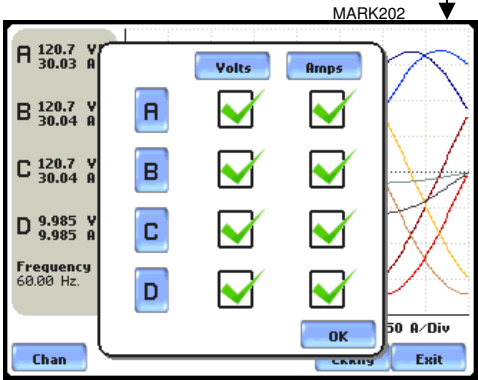 MARK202
A 120.7 V
30.03 A
B 120.7 V
30.04 A
C 120.7 V
30.04 A
D 9.985 V
9.985 A
Frequency
60.00 Hz.
Volts Amps
A
B
C
D
OK
50 A/Div
Chan Exit